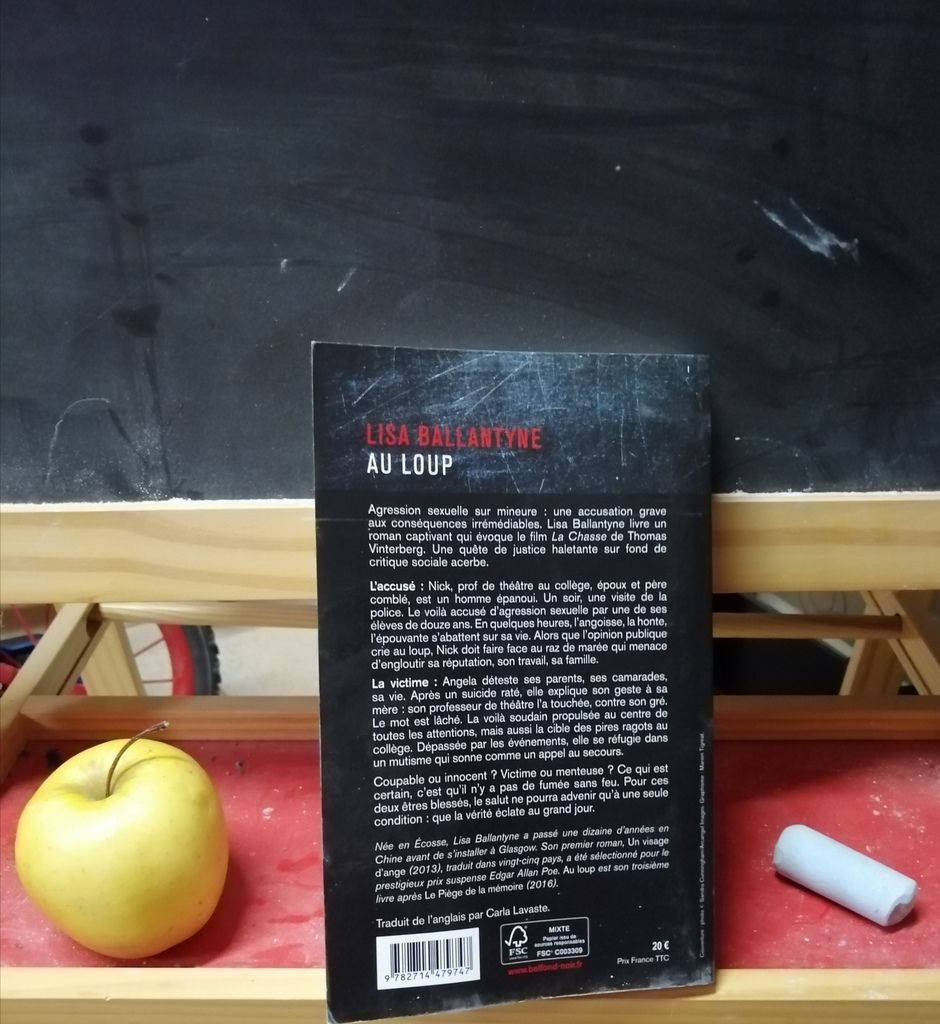 LISA BALLANTYNE
AU LOUP
Agression sexuelle sur mineure : une accusation grave
aux conséquences irrémédiables. Lisa Ballantyne livre un
roman captivant qui évoque le film La Chasse de Thomas
Vinterberg. Une quête de justice haletante sur fond de
critique sociale acerbe.
L'accusé : Nick, prof de théâtre au collège, époux et père
comblé, est un homme épanoui. Un soir, une visite de la
police. Le voilà accusé d'agression sexuelle par une de ses
élèves de douze ans. En quelques heures, l'angoisse, la honte,
l'épouvante s'abattent sur sa vie. Alors que l'opinion publique
crie au loup, Nick doit faire face au raz de marée qui menace
d'engloutir sa réputation, son travail, sa famille.
La victime : Angela déteste ses parents, ses camarades,
sa vie. Après un suicide raté, elle explique son geste à sa
mère : son professeur de théâtre l'a touchée, contre son gré.
Le mot est lâché. La voilà soudain propulsée au centre de
toutes les attentions, mais aussi la cible des pires ragots au
collège. Dépassée par les événements, elle se réfugie dans
un mutisme qui sonne comme un appel au secours.
Coupable ou innocent ? Victime ou menteuse ? Ce qui est
certain, c'est qu'il n'y a pas de fumée sans feu. Pour ces
deux êtres blessés, le salut ne pourra advenir qu'à une seule
condition : que la vérité éclate au grand jour.
Née en Écosse, Lisa Ballantyne a passé une dizaine d'années en
Chine avant de s'installer à Glasgow. Son premier roman, Un visage
d'ange (2013), traduit dans vingt-cinq pays, a été sélectionné pour le
prestigieux prix suspense Edgar Allan Poe. Au loup est son troisième
livre après Le Piège de la mémoire (2016).
Traduit de l'anglais par Carla Lavaste.
9 782714 479747
FSC
MIXTE
Papier issu de
sources responsables
FSC® C003309
www.belfond-noir.fr
20 €
Prix France TTC